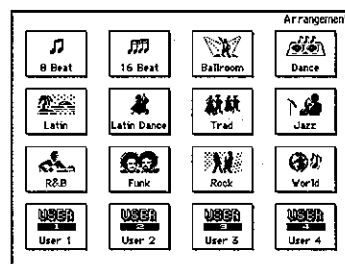 Arrangement
8 Beat 16 Beat Ballroom Dance
Latin Latin Dance Trad Jazz
R&B Funk Rock World
USER USER USER USER
1 2 3 4
User 1 User 2 User 3 User 4